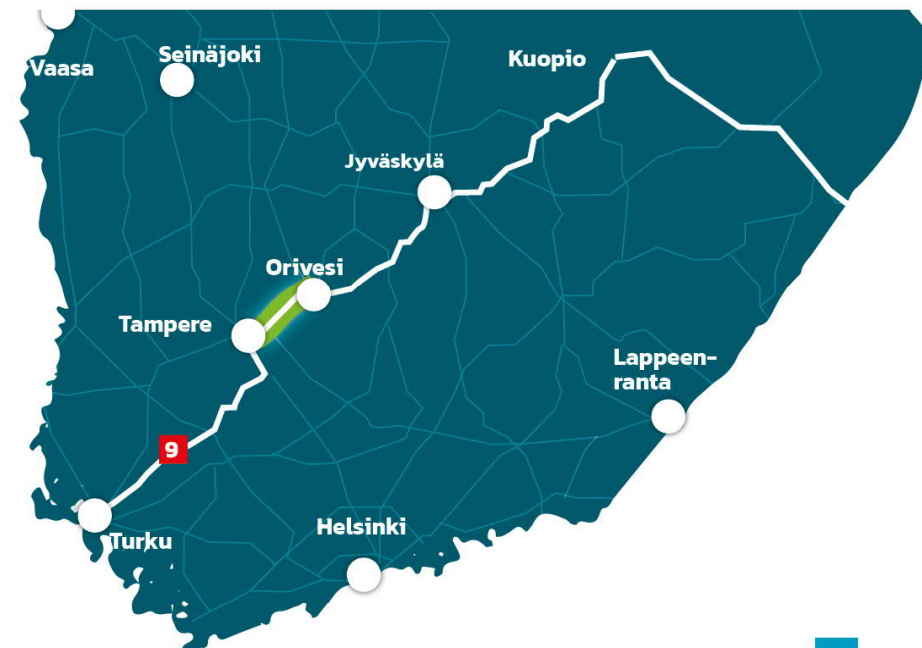 Seinäjoki
Vaasa
Kuopio
Jyväskylä
Orivesi
Tampere
Lappeen-
ranta
9
Helsinki
Turku